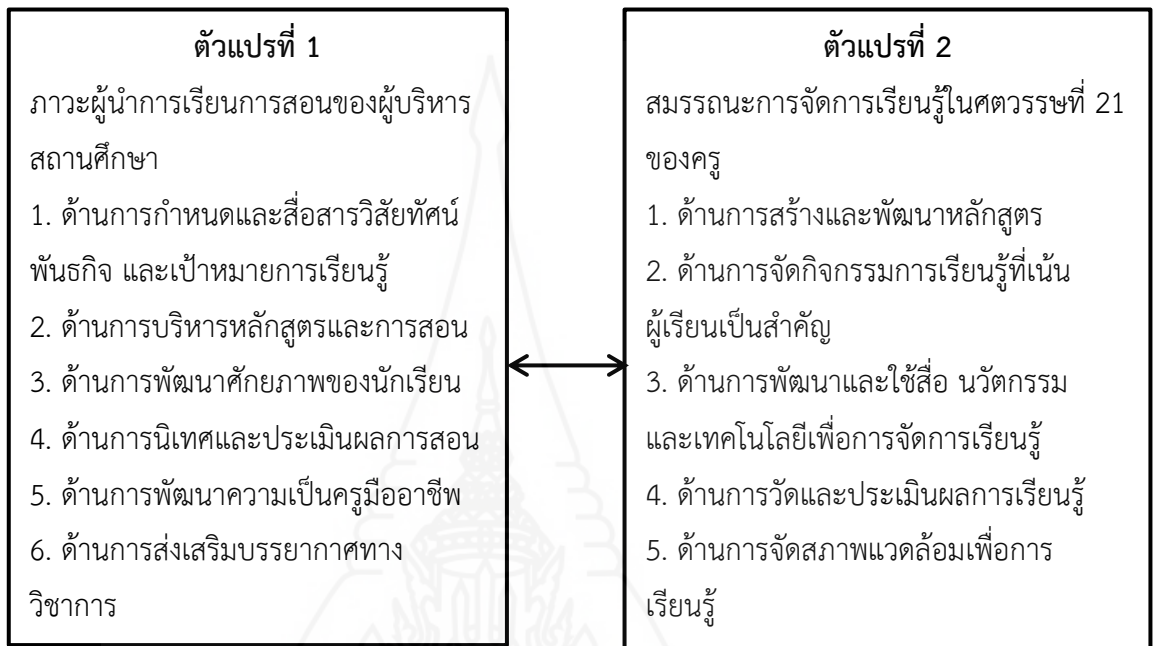 ตัวแปรที่ 1
ภาวะผู้นำการเรียนการสอนของผู้บริหาร
สถานศึกษา
1. ด้านการกำหนดและสื่อสารวิสัยทัศน์
พันธกิจ และเป้าหมายการเรียนรู้
2. ด้านการบริหารหลักสูตรและการสอน
3. ด้านการพัฒนาศักยภาพของนักเรียน
4. ด้านการนิเทศและประเมินผลการสอน
5. ด้านการพัฒนาความเป็นครูมืออาชีพ
6. ด้านการส่งเสริมบรรยากาศทาง
วิชาการ
ตัวแปรที่ 2
สมรรถนะการจัดการเรียนรู้ในศตวรรษที่ 21
ของครู
1. ด้านการสร้างและพัฒนาหลักสูตร
2. ด้านการจัดกิจกรรมการเรียนรู้ที่เน้น
ผู้เรียนเป็นสำคัญ
3. ด้านการพัฒนาและใช้สื่อ นวัตกรรม
และเทคโนโลยีเพื่อการจัดการเรียนรู้
4. ด้านการวัดและประเมินผลการเรียนรู้
5. ด้านการจัดสภาพแวดล้อมเพื่อการ
เรียนรู้